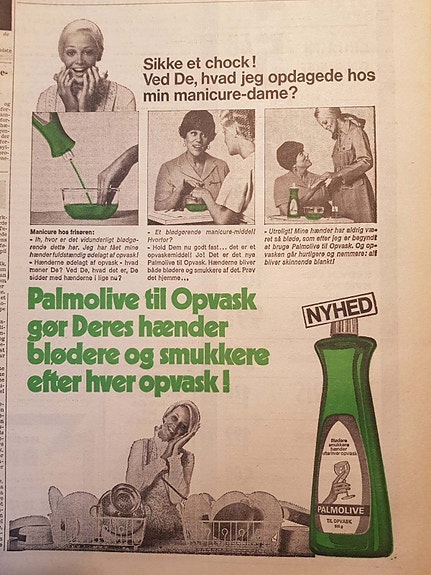 Sikke et chock!
Ved De, hvad jeg opdagede hos
min manicure-dame?
Manicure hos frisøren:
- Ih, hvor er det vidunderligt blødgø-
rende dette her. Jeg har fået mine
hænder fuldstændig ødelagt af opvask!
- Hænderne ødelagt af opvask - hvad
mener De? Ved De, hvad det er, De
sidder med hænderne i lige nu?
- Et blødgørende manicure-middel!
Hvorfor?
- Hold Dem nu godt fast... det er et
opvaskemiddel! Jo! Det er det nye
Palmolive til Opvask. Hænderne bliver
både blødere og smukkere af det. Prøv
det hjemme...
- Utroligt! Mine hænder har aldrig væ-
ret så bløde, som efter jeg er begyndt
at bruge Palmolive til Opvask. Og op-
vasken går hurtigere og nemmere: alt
bliver skinnende blankt!
Palmolive til Opvask
gør Deres hænder
blødere og smukkere
efter hver opvask!
NYHED
Blødere
smukkere
hænder
efter hver opvask
PALMOLIVE
TIL OPVASK